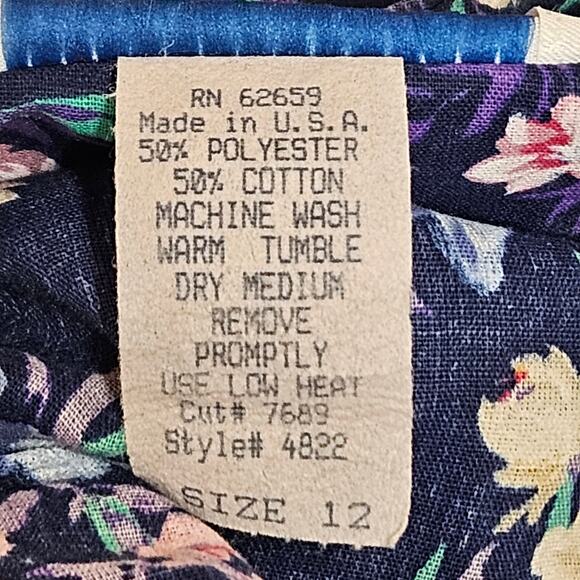 RN 62659
Made in U.S.A.
50% POLYESTER
50% COTTON
MACHINE WASH
WARM TUMBLE
DRY MEDIUM
REMOVE
PROMPTLY
USE LOW HEAT
Cut# 7689
Style# 4822
SIZE 12